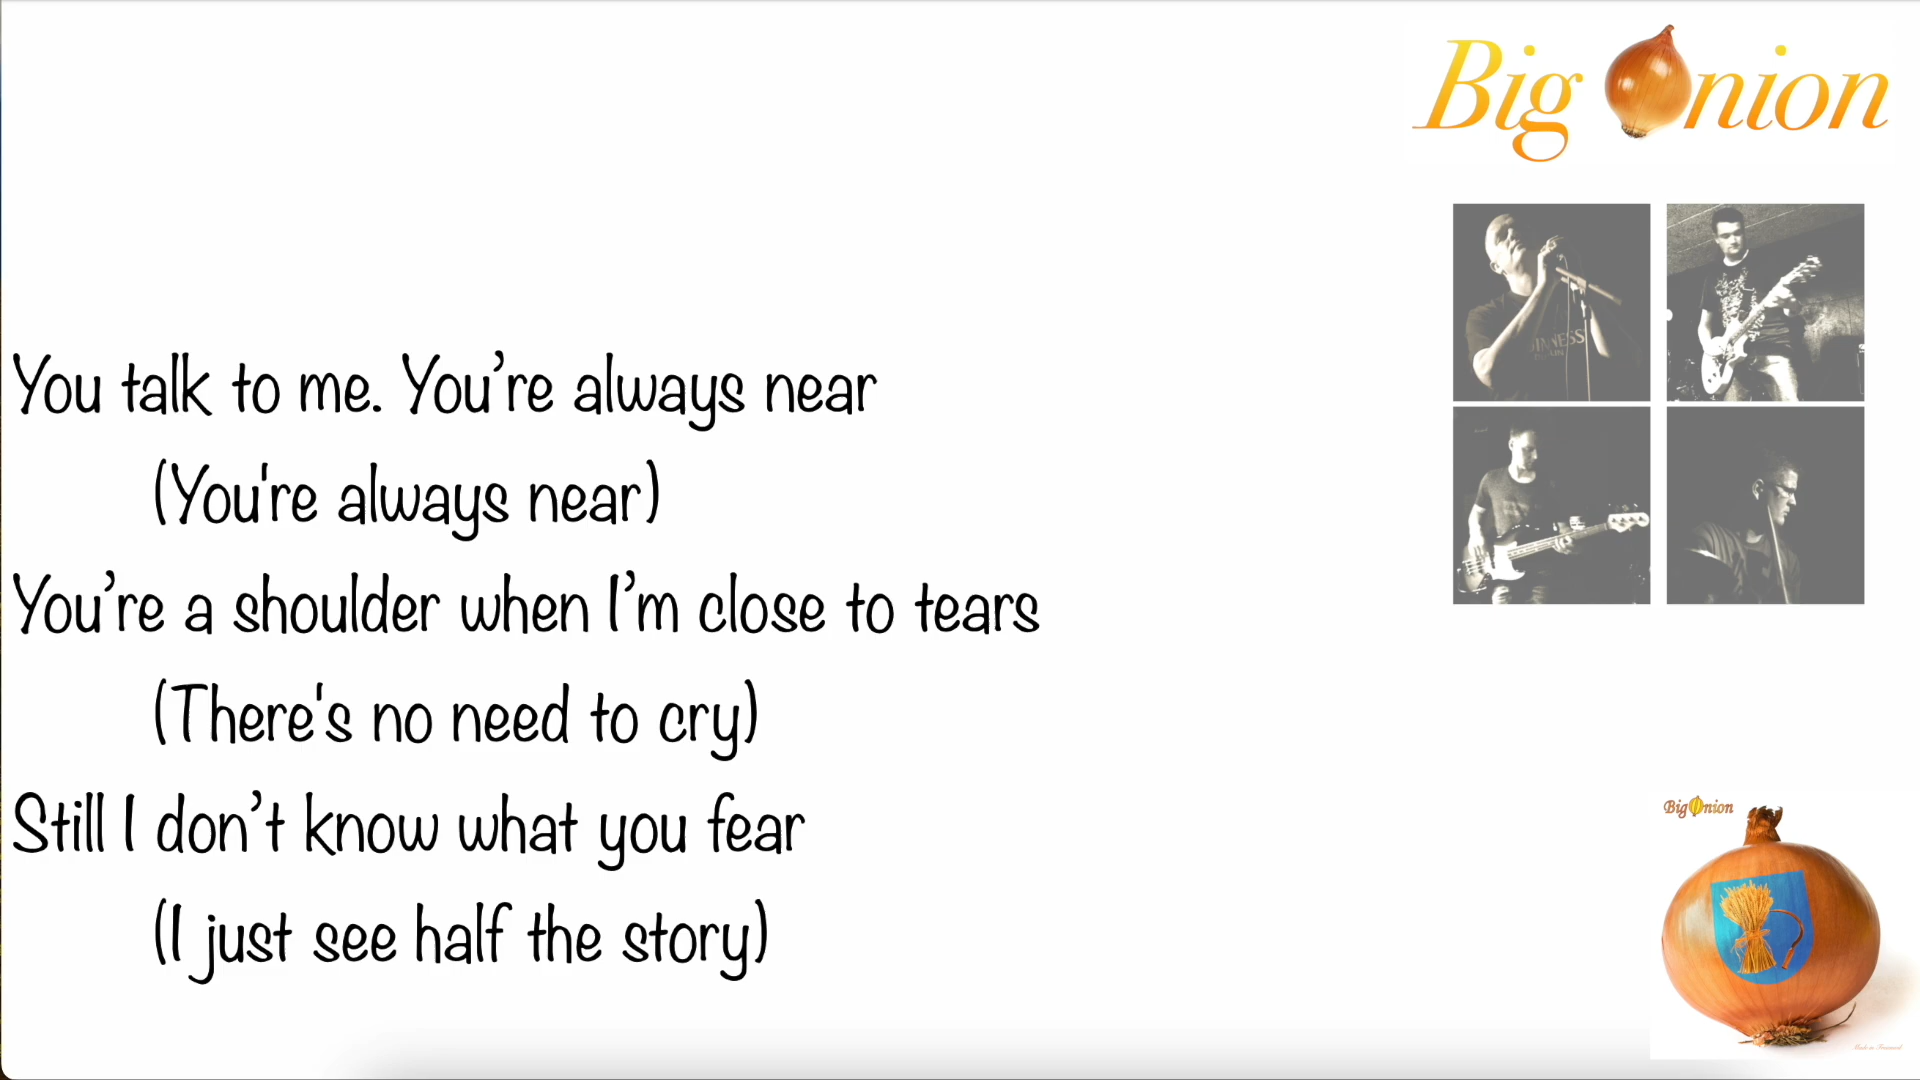 Big Onion
You talk to me. You’re always near
(You're always near)
You’re a shoulder when I’m close to tears
(There's no need to cry)
Still I don’t know what you fear
(I just see half the story)
Big Onion